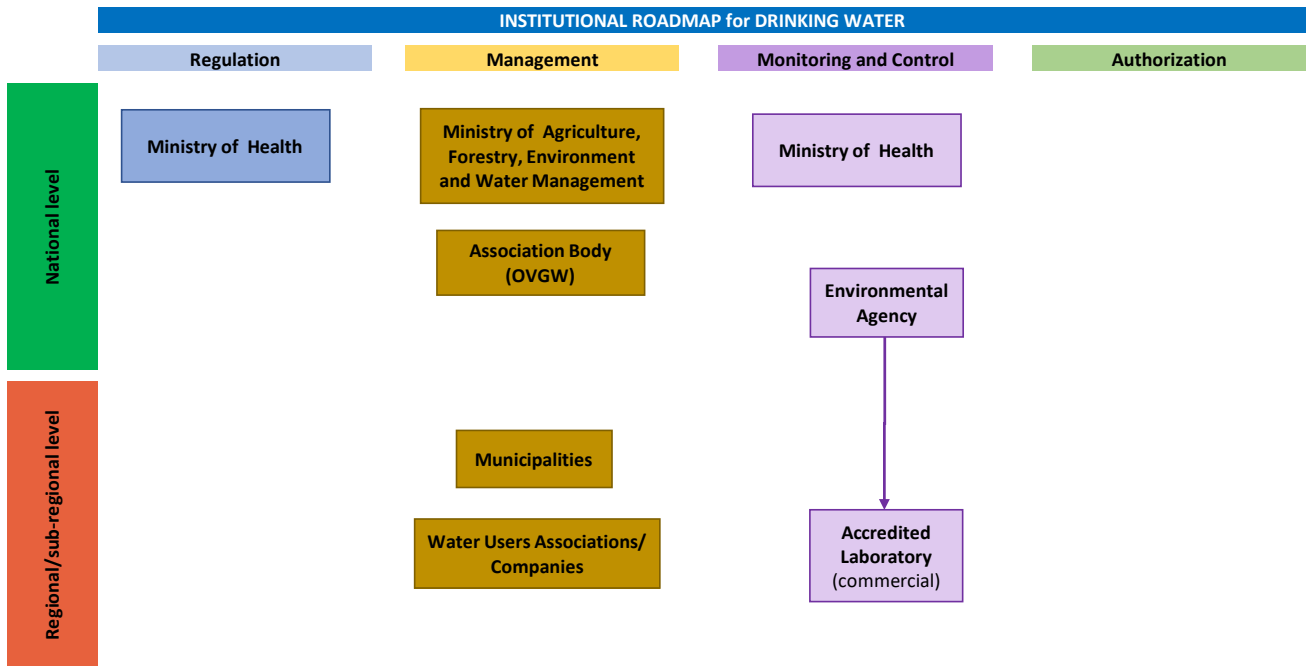 INSTITUTIONAL ROADMAP for DRINKING WATER
Regulation
Management
Monitoring and Control
Authorization
National level
Ministry of Health
Ministry of Agriculture,
Forestry, Environment
and Water Management
Ministry of Health
Association Body
(OVGW)
Environmental
Agency
Regional/sub-regional level
Municipalities
Water Users Associations/
Companies
Accredited
Laboratory
(commercial)